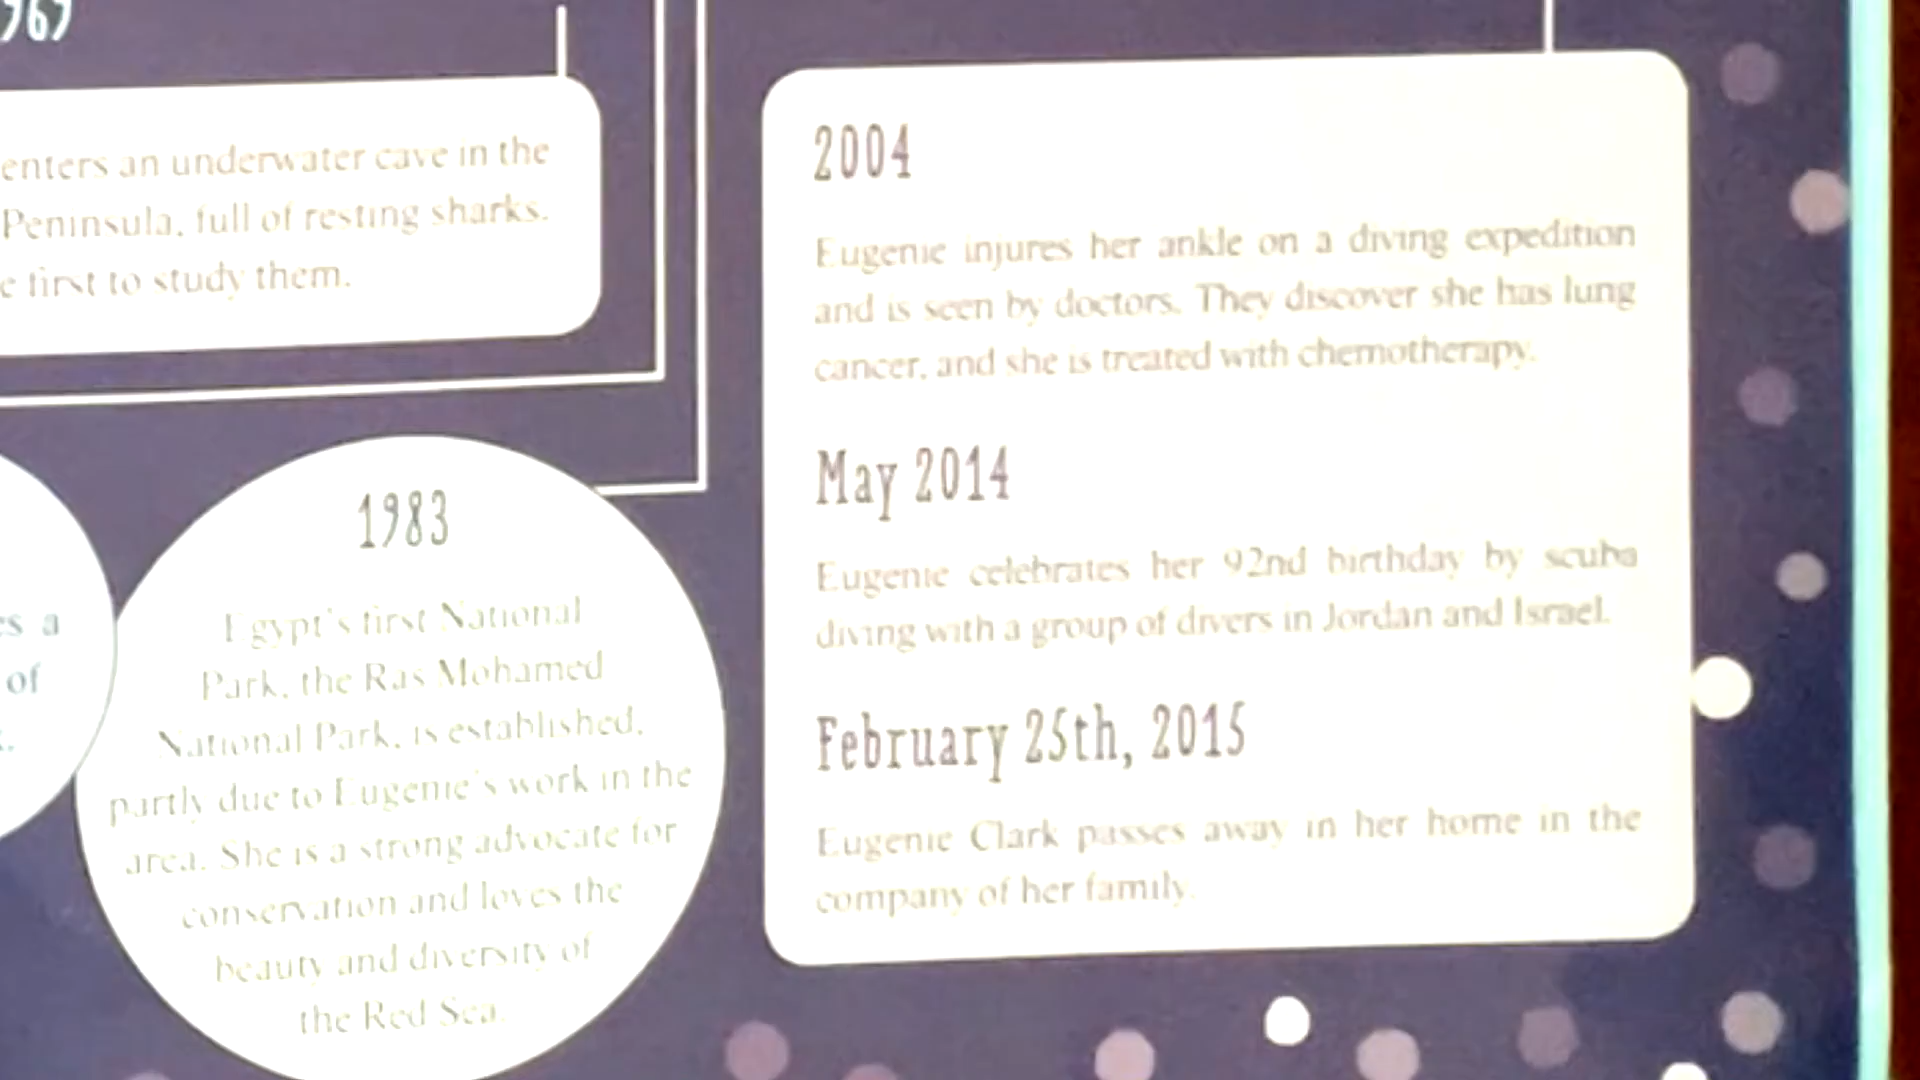 1969
enters an underwater cave in the
Peninsula, full of resting sharks.
e first to study them.
es a
of
1983
Egypt's first National
Park, the Ras Mohamed
National Park, is established,
partly due to Eugenie's work in the
area. She is a strong advocate for
conservation and loves the
beauty and diversity of
the Red Sea.
2004
Eugenie injures her ankle on a diving expedition
and is seen by doctors. They discover she has lung
cancer, and she is treated with chemotherapy.
May 2014
Eugenie celebrates her 92nd birthday by scuba
diving with a group of divers in Jordan and Israel.
February 25th, 2015
Eugenie Clark passes away in her home in the
company of her family.